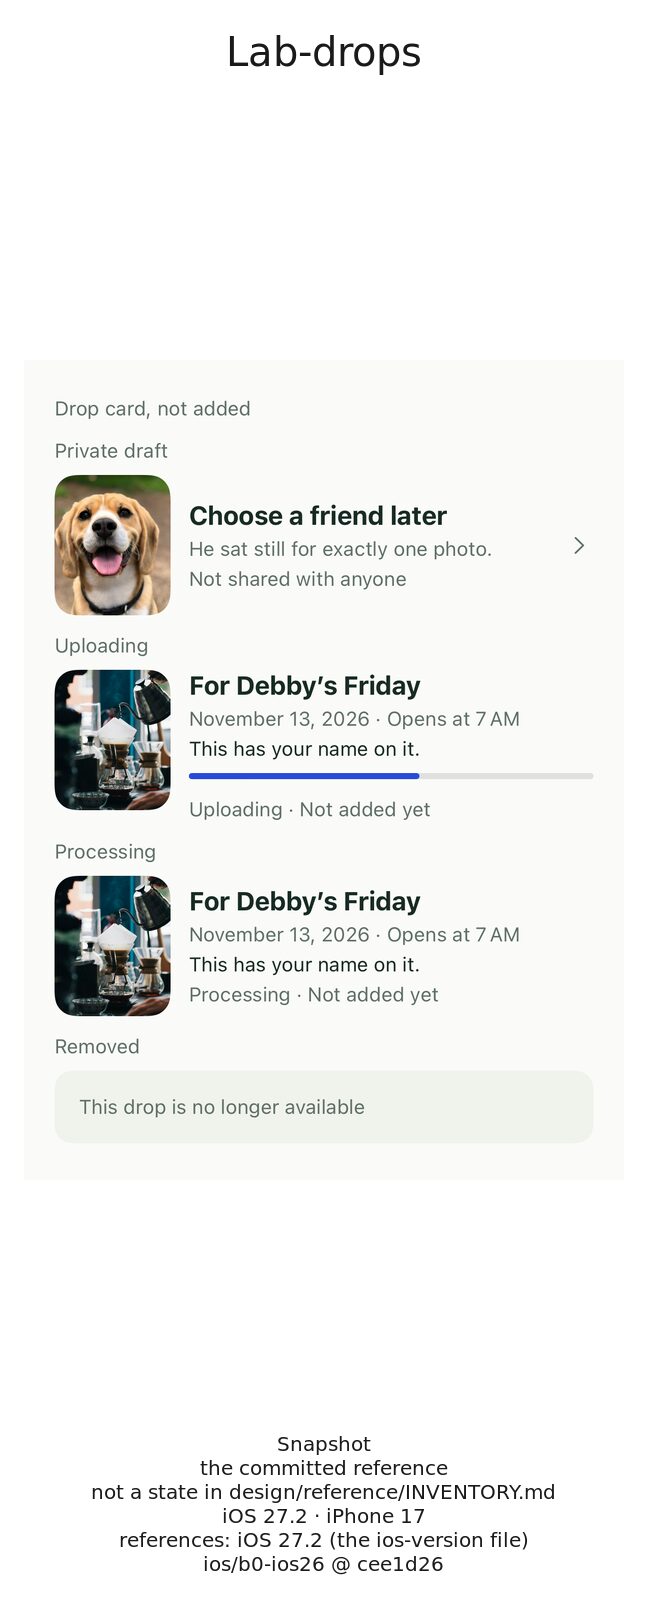 Lab-drops
Drop card, not added
Private draft
Choose a friend later
He sat still for exactly one photo.
Not shared with anyone
Uploading
For Debby’s Friday
November 13, 2026 · Opens at 7 AM
This has your name on it.
Uploading · Not added yet
Processing
For Debby’s Friday
November 13, 2026 · Opens at 7 AM
This has your name on it.
Processing · Not added yet
Removed
This drop is no longer available
Snapshot
the committed reference
not a state in design/reference/INVENTORY.md
iOS 27.2 · iPhone 17
references: iOS 27.2 (the ios-version file)
ios/b0-ios26 @ cee1d26